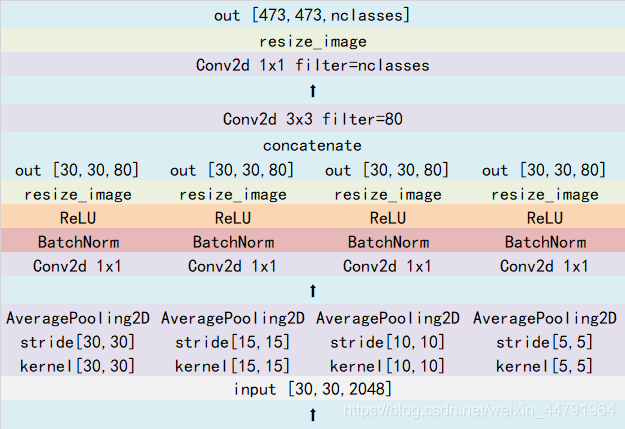 out [473,473,nclasses]
resize_image
Conv2d 1x1 filter=nclasses
Conv2d 3x3 filter=80
concatenate
out [30,30,80] out [30,30,80] out [30,30,80] out [30,30,80]
resize_image resize_image resize_image resize_image
ReLU ReLU ReLU ReLU
BatchNorm BatchNorm BatchNorm BatchNorm
Conv2d 1x1 Conv2d 1x1 Conv2d 1x1 Conv2d 1x1
AveragePooling2D AveragePooling2D AveragePooling2D AveragePooling2D
stride[30,30] stride[15,15] stride[10,10] stride[5,5]
kernel[30,30] kernel[15,15] kernel[10,10] kernel[5,5]
input [30,30,2048]
https://blog.csdn.net/weixin_44791964